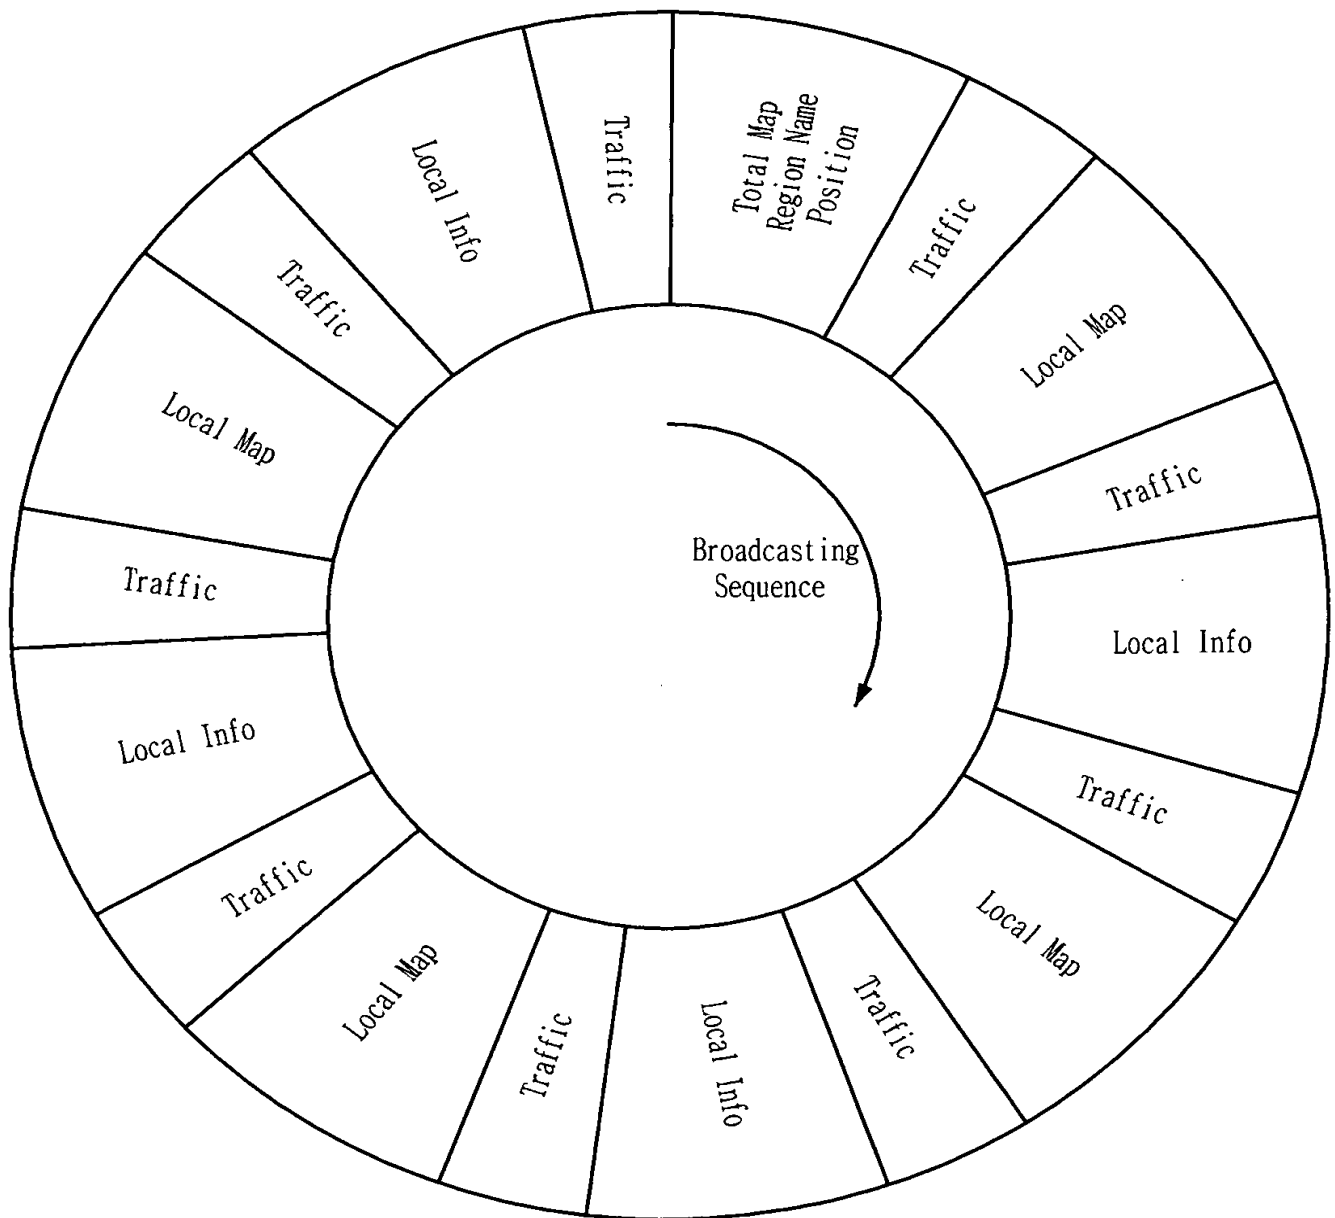 Total Map
Region Name
Position
Traffic
Local Map
Traffic
Local Info
Traffic
Local Map
Traffic
Local Info
Traffic
Local Map
Traffic
Local Info
Traffic
Local Map
Traffic
Local Info
Traffic
Broadcasting
Sequence